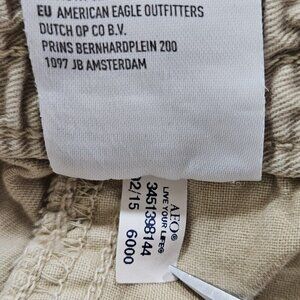 EU AMERICAN EAGLE OUTFITTERS
DUTCH OP CO B.V.
PRINS BERNHARDPLEIN 200
1097 JB AMSTERDAM
AEO®
LIVE YOUR LIFE®
3451398144
02/15 6000